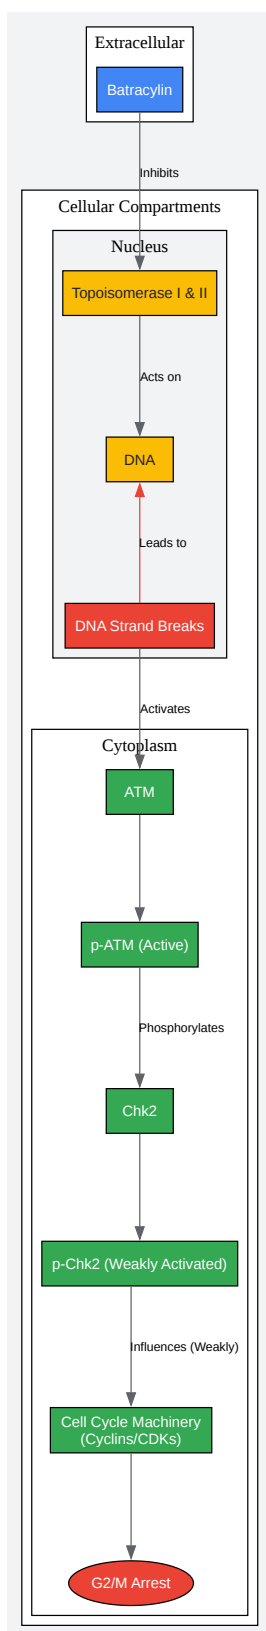 Extracellular
Batracylin
Inhibits
Cellular Compartments
Nucleus
Topoisomerase I & II
Acts on
DNA
Leads to
DNA Strand Breaks
Activates
Cytoplasm
ATM
p-ATM (Active)
Phosphorylates
Chk2
p-Chk2 (Weakly Activated)
Influences (Weakly)
Cell Cycle Machinery
(Cyclins/CDKs)
G2/M Arrest